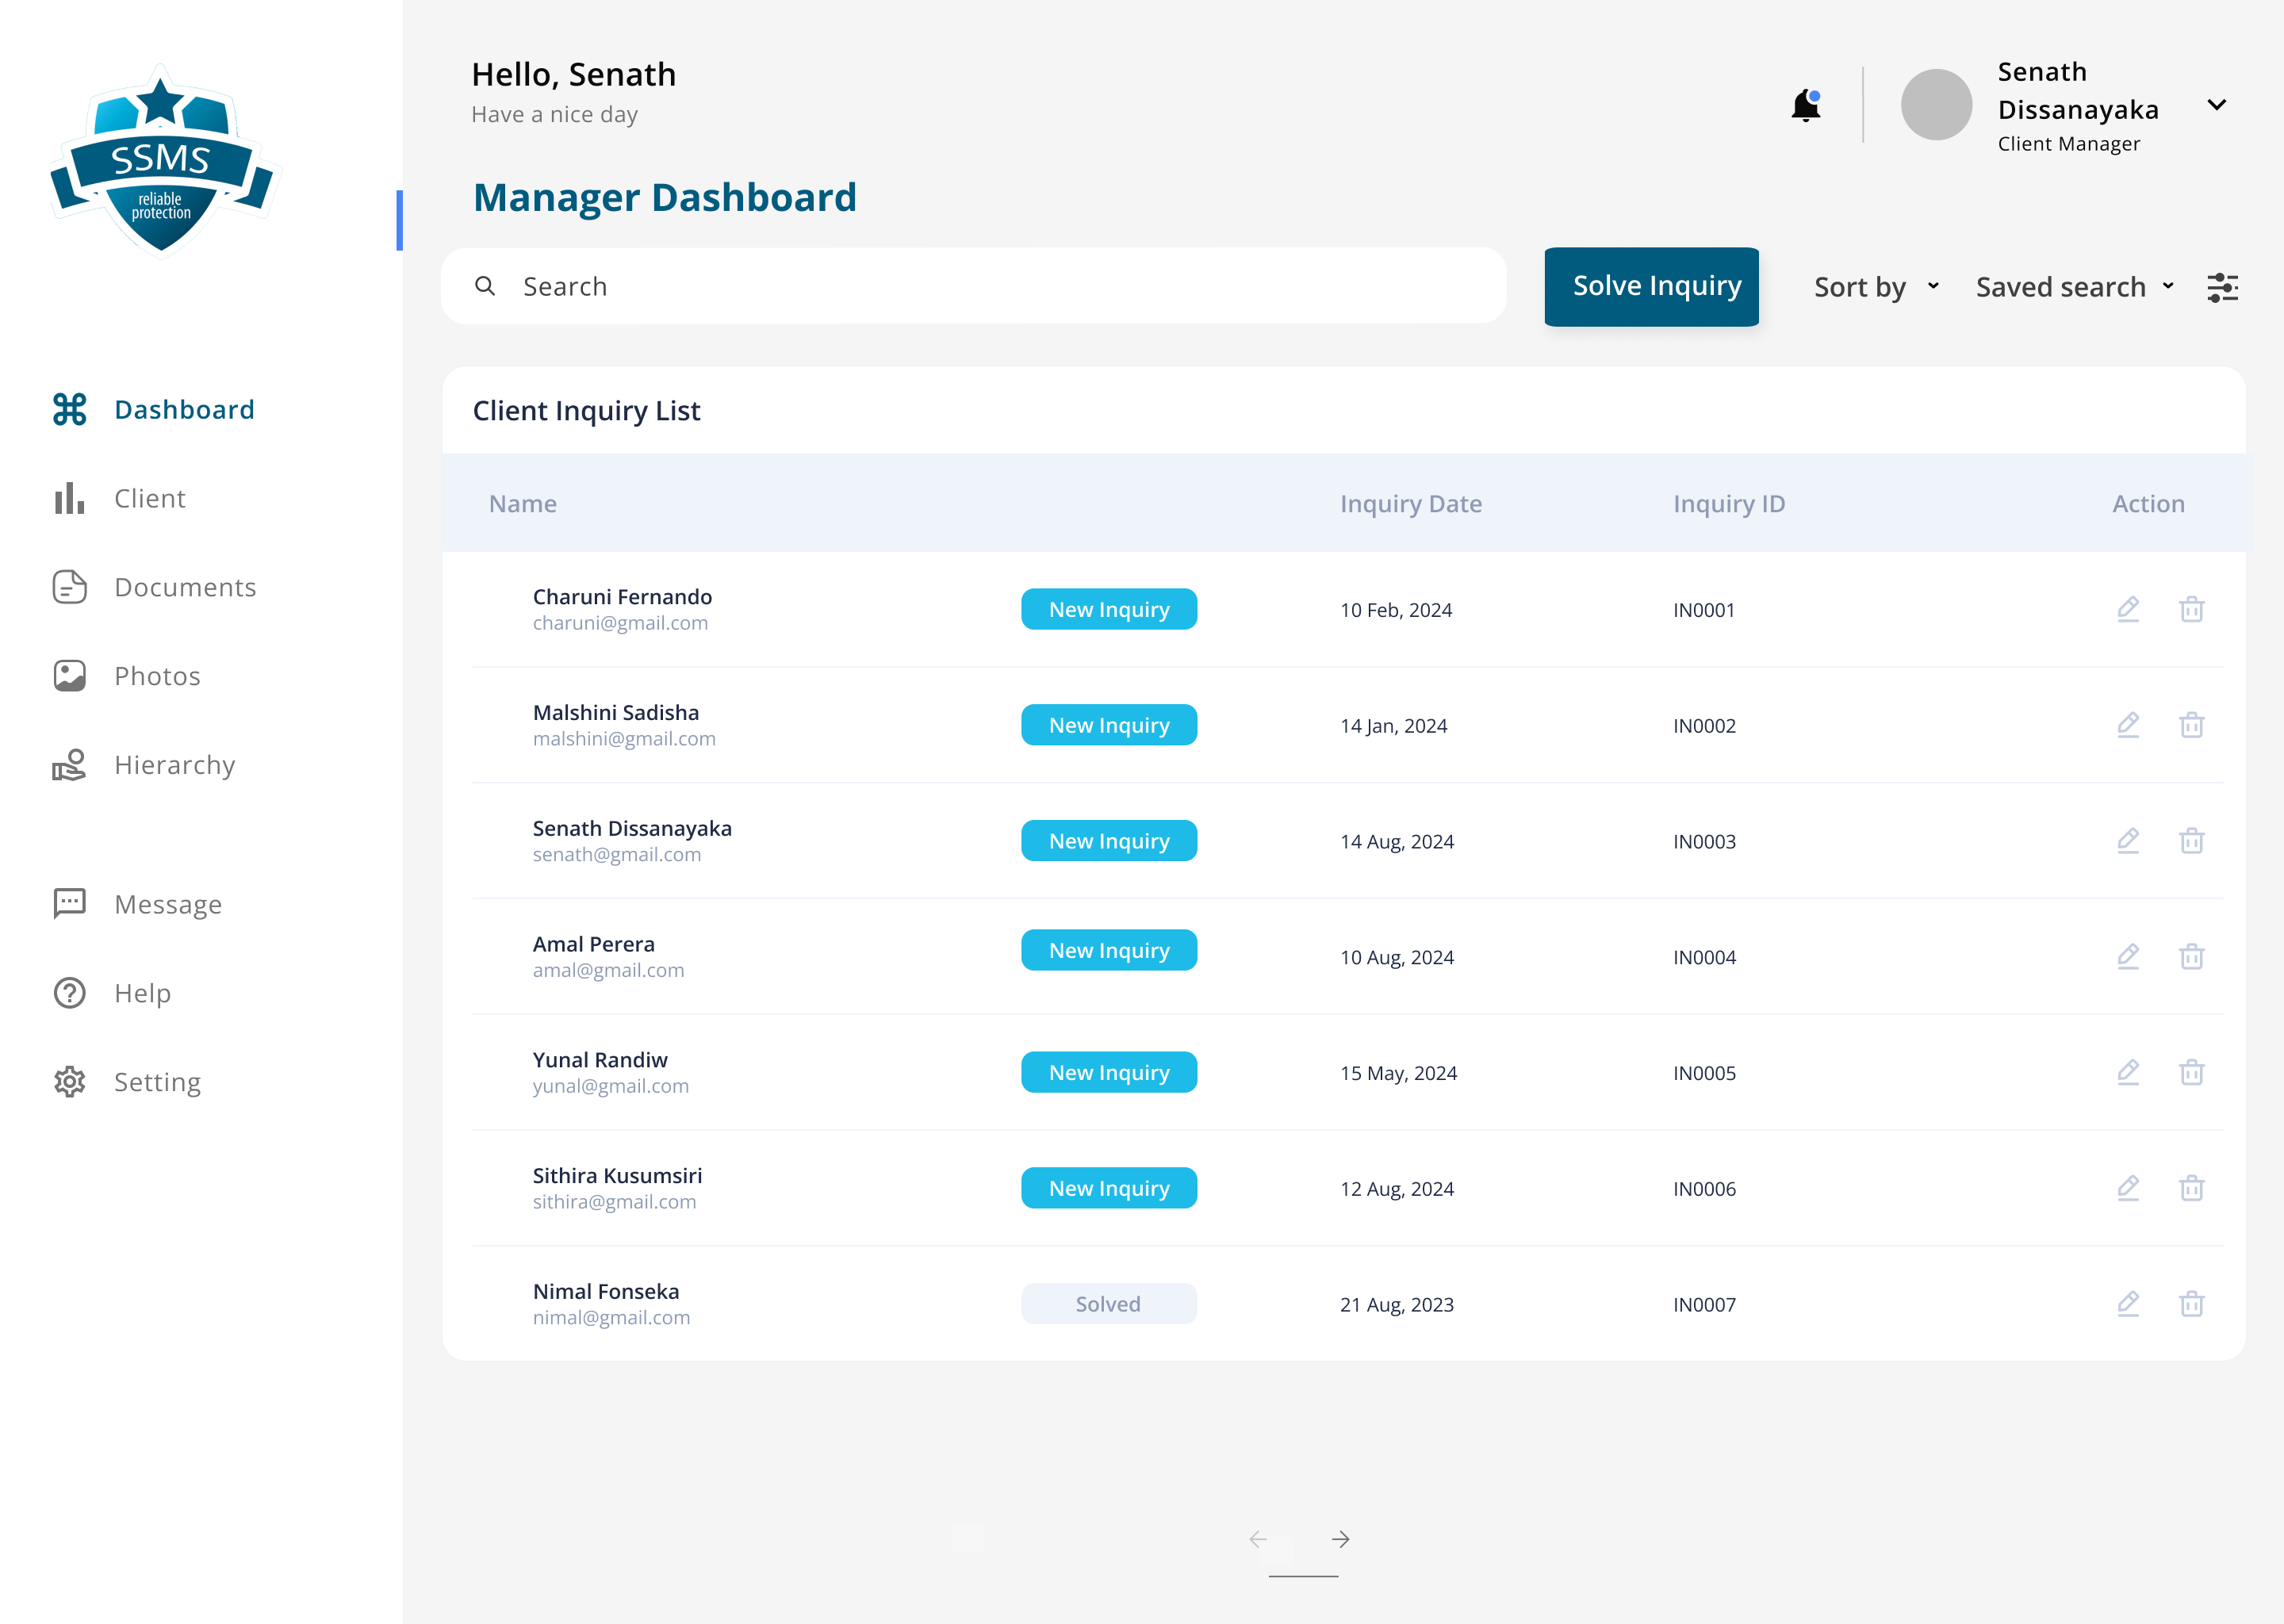 SSMS
reliable
protection
Dashboard
Client
Documents
Photos
Hierarchy
Message
Help
Setting
Hello, Senath
Have a nice day
Senath
Dissanayaka
Client Manager
Manager Dashboard
Search
Solve Inquiry
Sort by
Saved search
Client Inquiry List
Name Inquiry Date Inquiry ID Action
Charuni Fernando
charuni@gmail.com
New Inquiry 10 Feb, 2024 IN0001
Malshini Sadisha
malshini@gmail.com
New Inquiry 14 Jan, 2024 IN0002
Senath Dissanayaka
senath@gmail.com
New Inquiry 14 Aug, 2024 IN0003
Amal Perera
amal@gmail.com
New Inquiry 10 Aug, 2024 IN0004
Yunal Randiw
yunal@gmail.com
New Inquiry 15 May, 2024 IN0005
Sithira Kusumsiri
sithira@gmail.com
New Inquiry 12 Aug, 2024 IN0006
Nimal Fonseka
nimal@gmail.com
Solved 21 Aug, 2023 IN0007